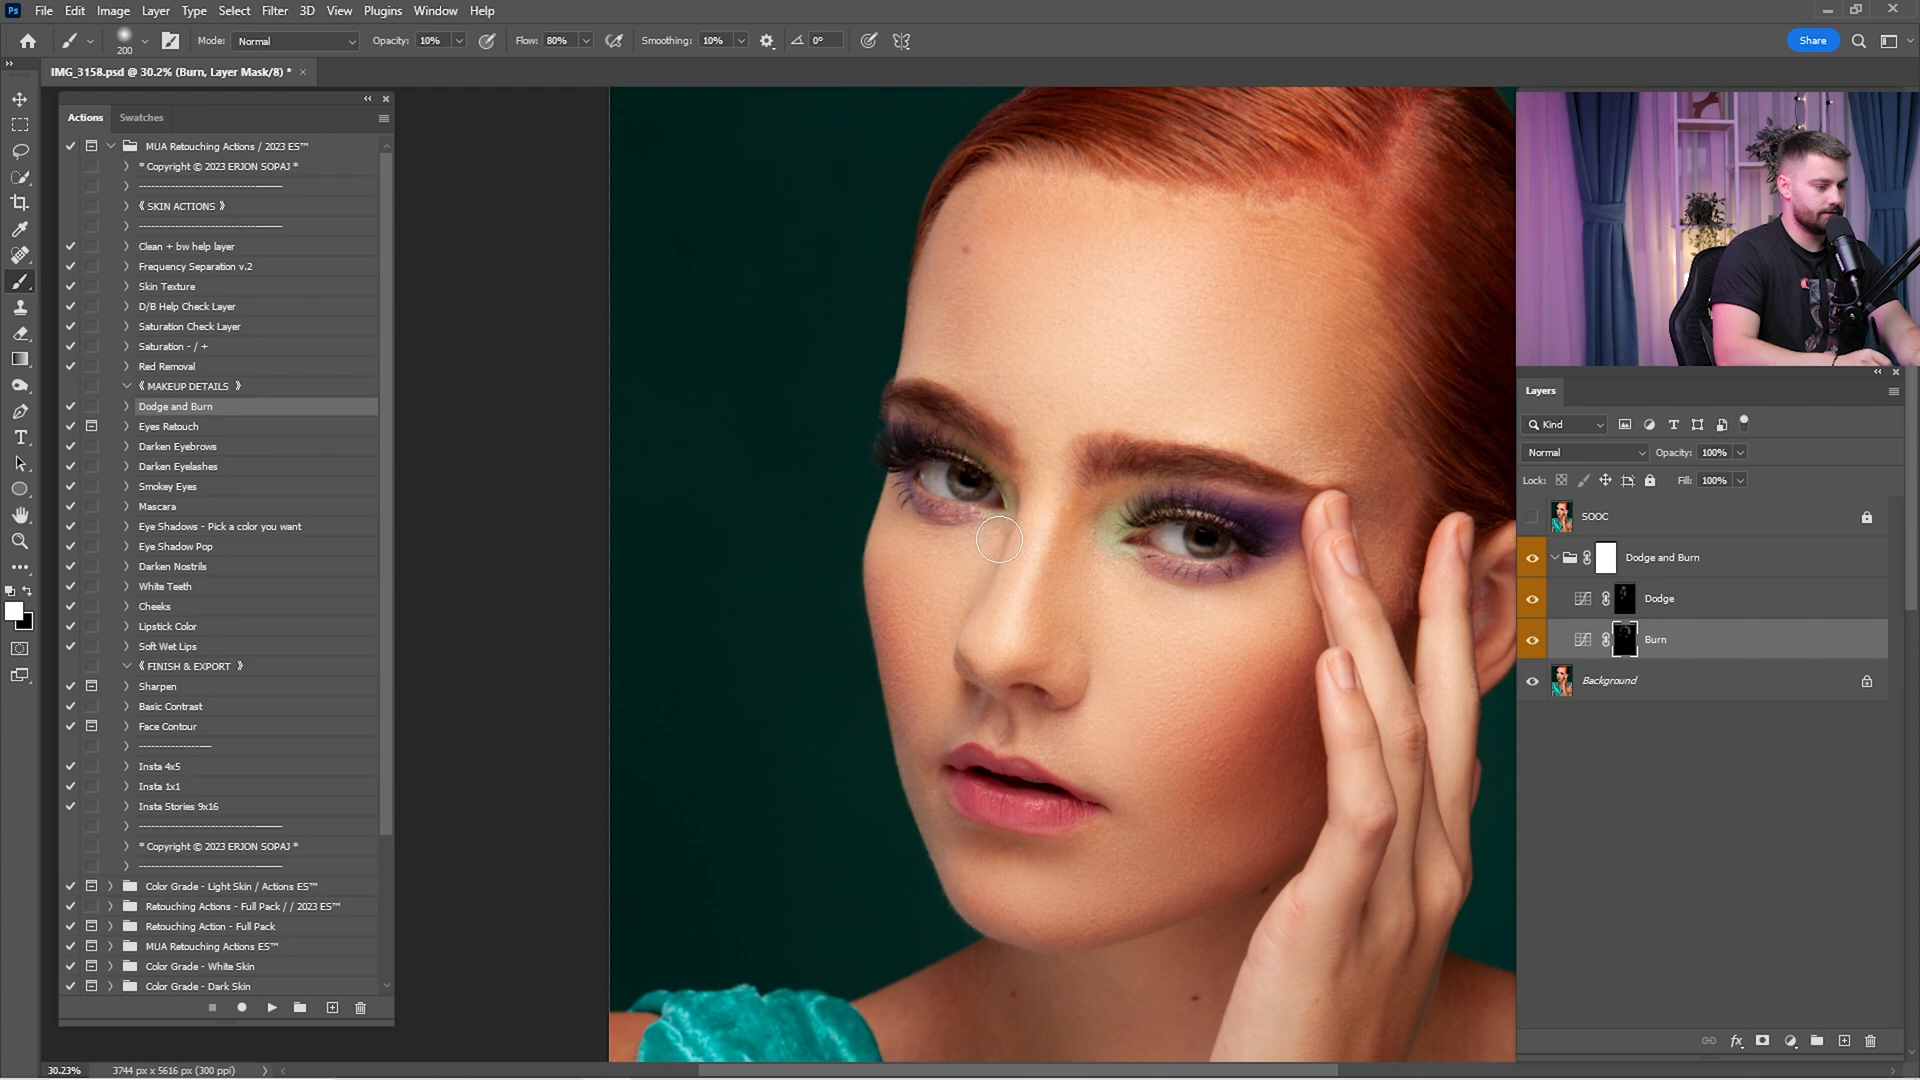 Ps File Edit Image Layer Type Select Filter 3D View Plugins Window Help
200 Mode: Normal Opacity: 10% Flow: 80% Smoothing: 10% 0° Share
IMG_3158.psd @ 30.2% (Burn, Layer Mask/8) *
Actions Swatches
MUA Retouching Actions / 2023 ES™
* Copyright © 2023 ERJON SOPAJ *
------------------------------------
《 SKIN ACTIONS 》
------------------------------------
Clean + bw help layer
Frequency Separation v.2
Skin Texture
D/B Help Check Layer
Saturation Check Layer
Saturation - / +
Red Removal
《 MAKEUP DETAILS 》
Dodge and Burn
Eyes Retouch
Darken Eyebrows
Darken Eyelashes
Smokey Eyes
Mascara
Eye Shadows - Pick a color you want
Eye Shadow Pop
Darken Nostrils
White Teeth
Cheeks
Lipstick Color
Soft Wet Lips
《 FINISH & EXPORT 》
Sharpen
Basic Contrast
Face Contour
------------------
Insta 4x5
Insta 1x1
Insta Stories 9x16
------------------------------------
* Copyright © 2023 ERJON SOPAJ *
------------------------------------
Color Grade - Light Skin / Actions ES™
Retouching Actions - Full Pack / / 2023 ES™
Retouching Action - Full Pack
MUA Retouching Actions ES™
Color Grade - White Skin
Color Grade - Dark Skin
Layers
Kind
Normal Opacity: 100%
Lock: Fill: 100%
SOOC
Dodge and Burn
Dodge
Burn
Background
fx
30.23% 3744 px x 5616 px (300 ppi)